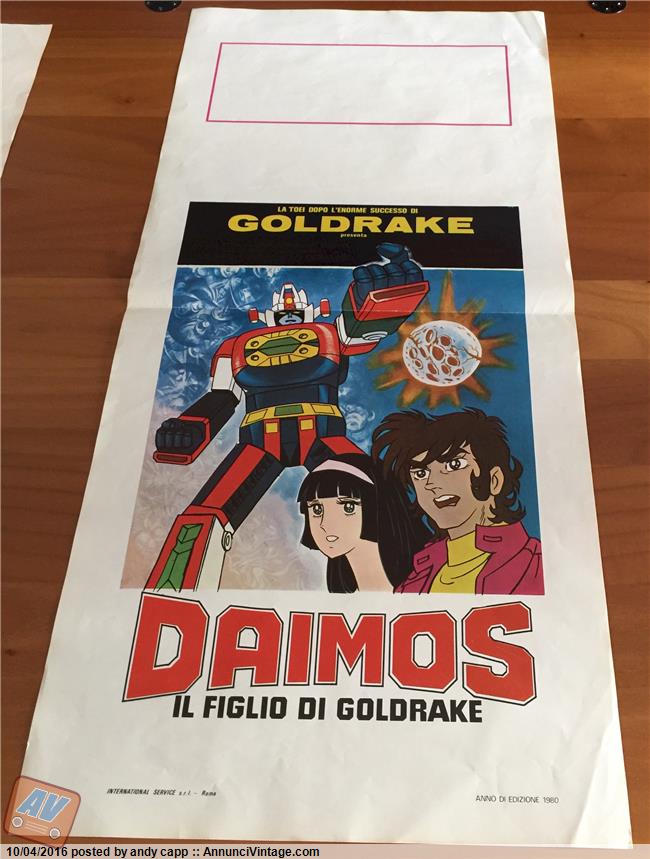 LA TOEI DOPO L'ENORME SUCCESSO DI
GOLDRAKE
presenta
DAIMOS
IL FIGLIO DI GOLDRAKE
INTERNATIONAL SERVICE s.r.l. - Roma
ANNO DI EDIZIONE 1980
AV
10/04/2016 posted by andy capp :: AnnunciVintage.com